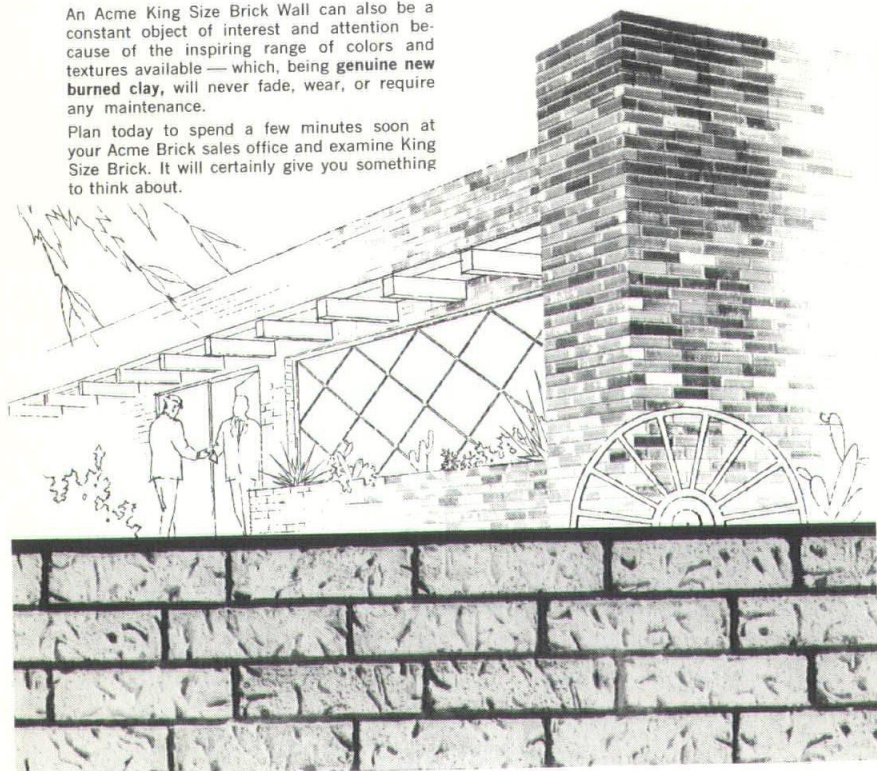 An Acme King Size Brick Wall can also be a
constant object of interest and attention be-
cause of the inspiring range of colors and
textures available — which, being genuine new
burned clay, will never fade, wear, or require
any maintenance.
Plan today to spend a few minutes soon at
your Acme Brick sales office and examine King
Size Brick. It will certainly give you something
to think about.